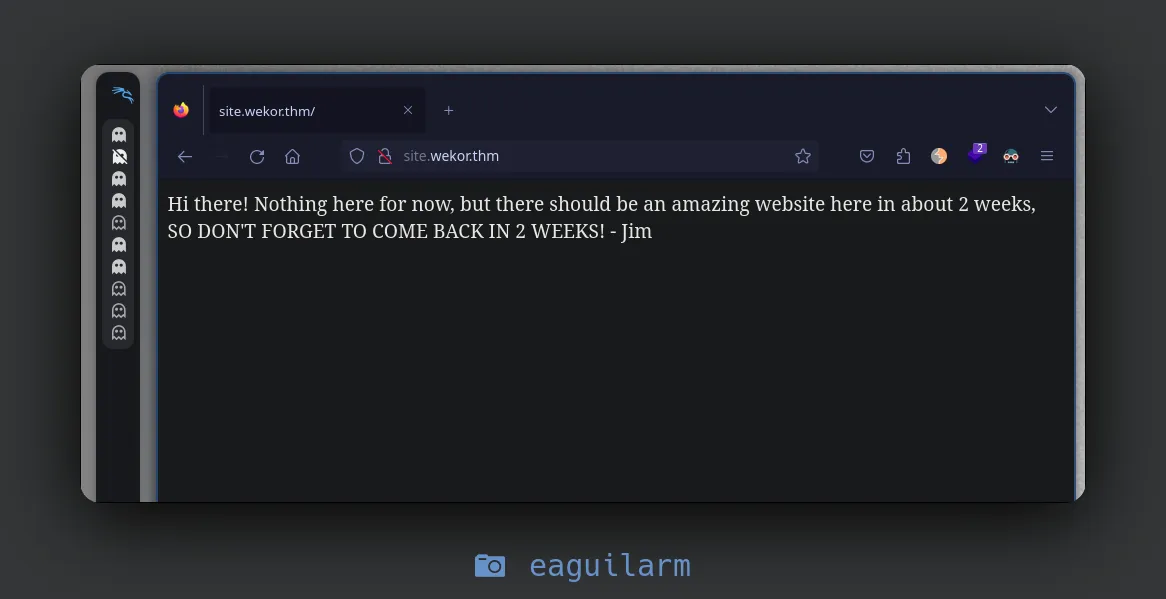 site.wekor.thm/
site.wekor.thm
2
Hi there! Nothing here for now, but there should be an amazing website here in about 2 weeks,
SO DON'T FORGET TO COME BACK IN 2 WEEKS! - Jim
eaguilarm